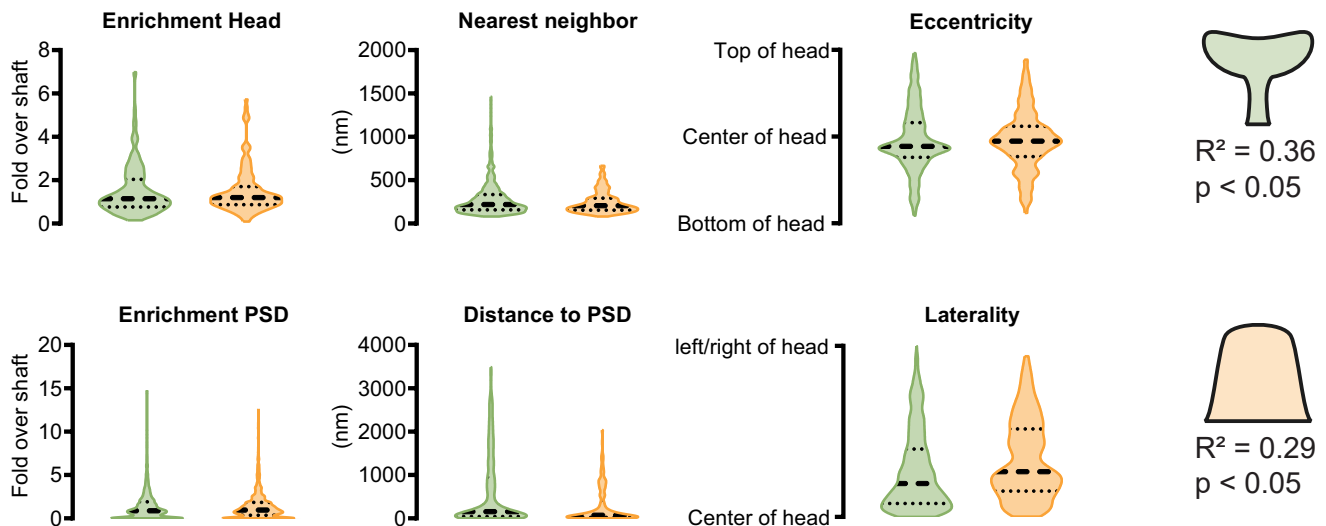 Enrichment Head
Fold over shaft
8
6
4
2
0
Nearest neighbor
(nm)
2000
1500
1000
500
0
Eccentricity
Top of head
Center of head
Bottom of head
R² = 0.36
p < 0.05
Enrichment PSD
Fold over shaft
20
15
10
5
0
Distance to PSD
(nm)
4000
3000
2000
1000
0
Laterality
left/right of head
Center of head
R² = 0.29
p < 0.05